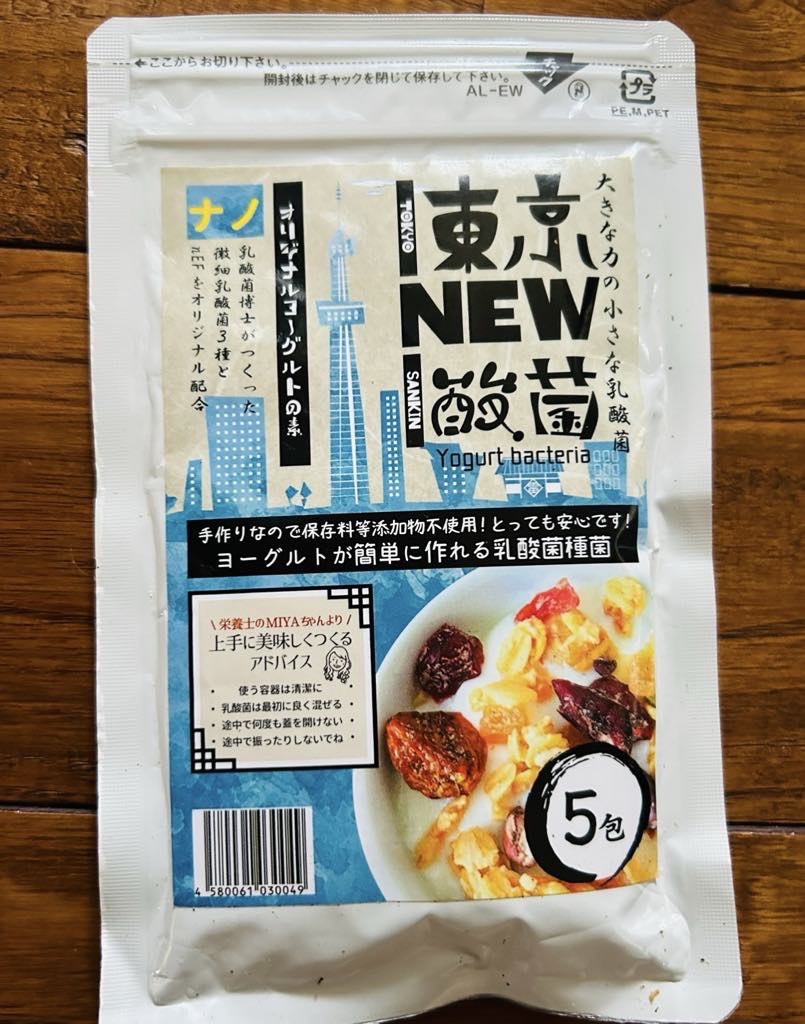 ←ここからお切り下さい。
開封後はチャックを閉じて保存して下さい。
チャック
AL-EW
プラ
PE,M,PET
大きな力の小さな乳酸菌
東京
TOKYO
NEW
酸菌
SANKIN
Yogurt bacteria
オリジナルヨーグルトの素
ナノ
乳酸菌博士がつくった
微細乳酸菌3種と
をオリジナル配合
手作りなので保存料等添加物不使用!とっても安心です!
ヨーグルトが簡単に作れる乳酸菌種菌
\ 栄養士のMIYAちゃんより /
上手に美味しくつくる
アドバイス
・ 使う容器は清潔に ・
・ 乳酸菌は最初に良く混ぜる ・
・ 途中で何度も蓋を開けない ・
・ 途中で振ったりしないでね ・
5包
4 580061 030049